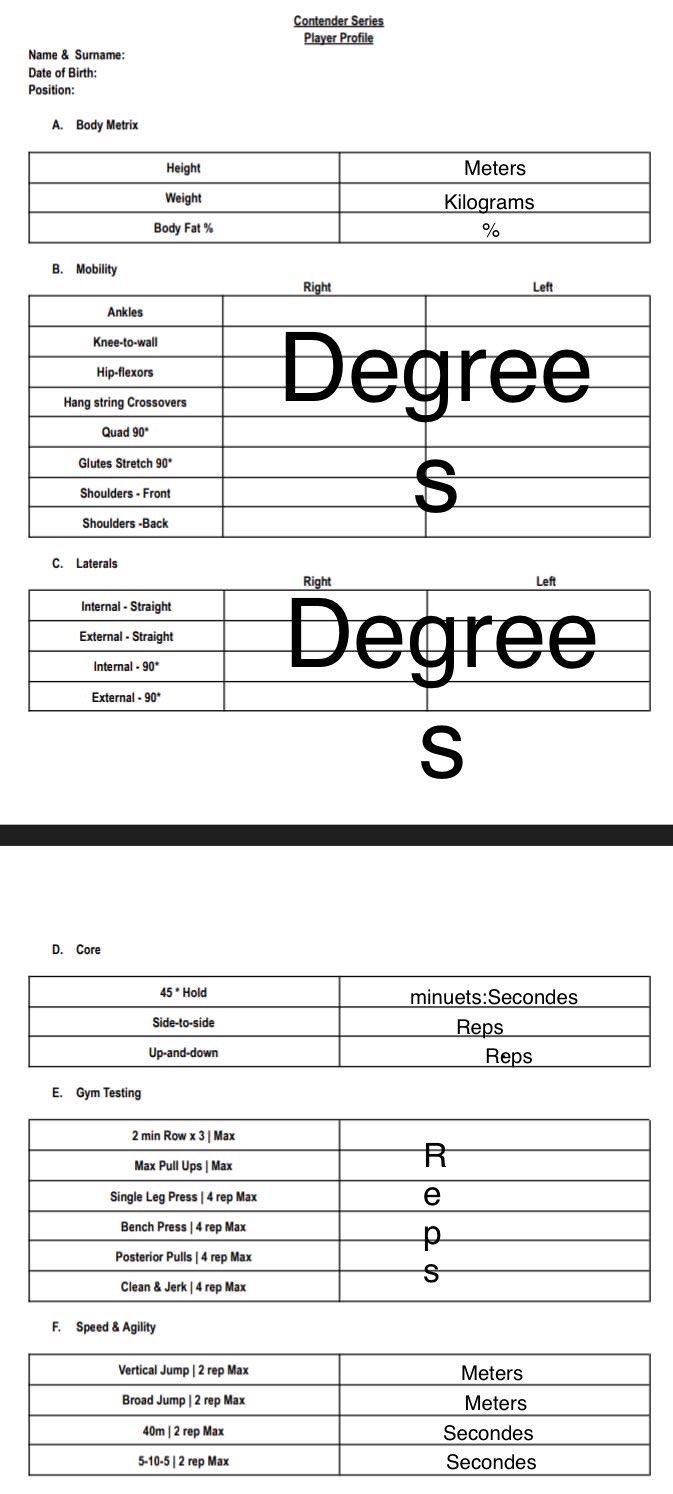 Contender Series
Player Profile
Name & Surname:
Date of Birth:
Position:
A. Body Metrix
Height Meters
Weight Kilograms
Body Fat % %
B. Mobility
Right Left
Ankles
Knee-to-wall
Hip-flexors
Hang string Crossovers
Quad 90*
Glutes Stretch 90*
Shoulders - Front
Shoulders -Back
Degree
s
C. Laterals
Right Left
Internal - Straight
External - Straight
Internal - 90*
External - 90*
Degree
s
D. Core
45 * Hold minuets:Secondes
Side-to-side Reps
Up-and-down Reps
E. Gym Testing
2 min Row x 3 | Max
Max Pull Ups | Max
Single Leg Press | 4 rep Max
Bench Press | 4 rep Max
Posterior Pulls | 4 rep Max
Clean & Jerk | 4 rep Max
R
e
p
s
F. Speed & Agility
Vertical Jump | 2 rep Max Meters
Broad Jump | 2 rep Max Meters
40m | 2 rep Max Secondes
5-10-5 | 2 rep Max Secondes